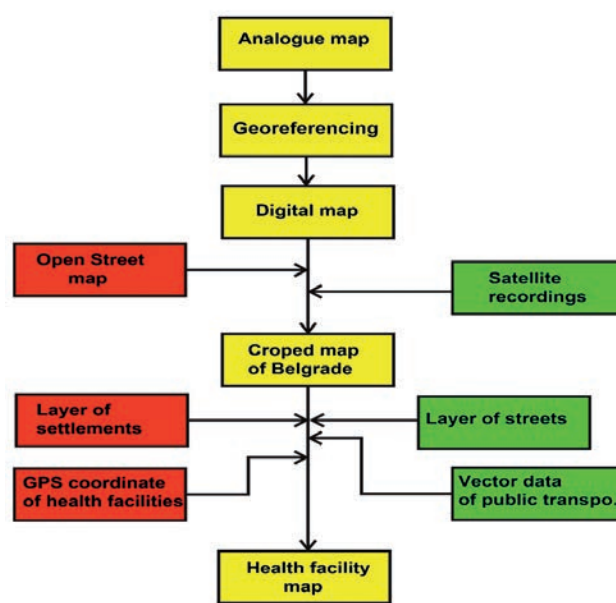 Analogue map
Georeferencing
Digital map
Open Street
map
Satellite
recordings
Croped map
of Belgrade
Layer of
settlements
Layer of streets
GPS coordinate
of health facilities
Vector data
of public transpo.
Health facility
map